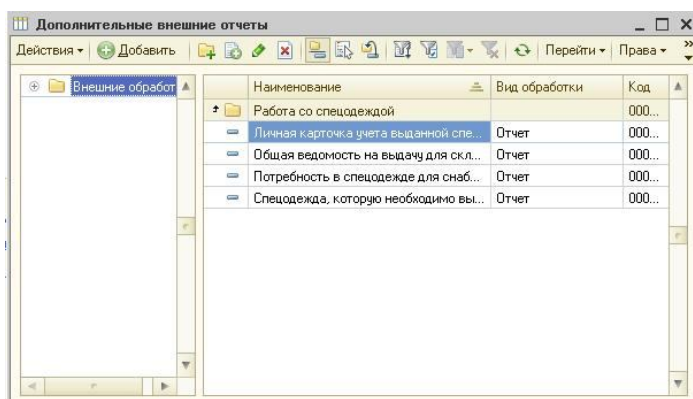 Дополнительные внешние отчеты
Действия Добавить Перейти Права
Внешние обработ
Наименование Вид обработки Код
Работа со спецодеждой 000...
Личная карточка учета выданной спе... Отчет 000...
Общая ведомость на выдачу для скл... Отчет 000...
Потребность в спецодежде для снаб... Отчет 000...
Спецодежда, которую необходимо вы... Отчет 000...